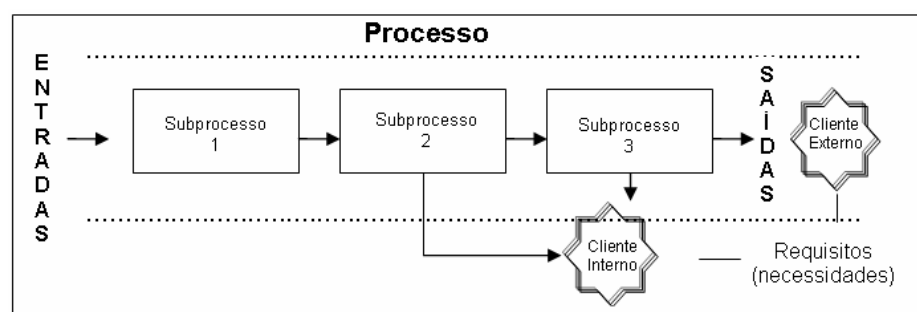 Processo
ENTRADAS
Subprocesso
1
Subprocesso
2
Subprocesso
3
SAÍDAS
Cliente
Externo
Cliente
Interno
Requisitos
(necessidades)